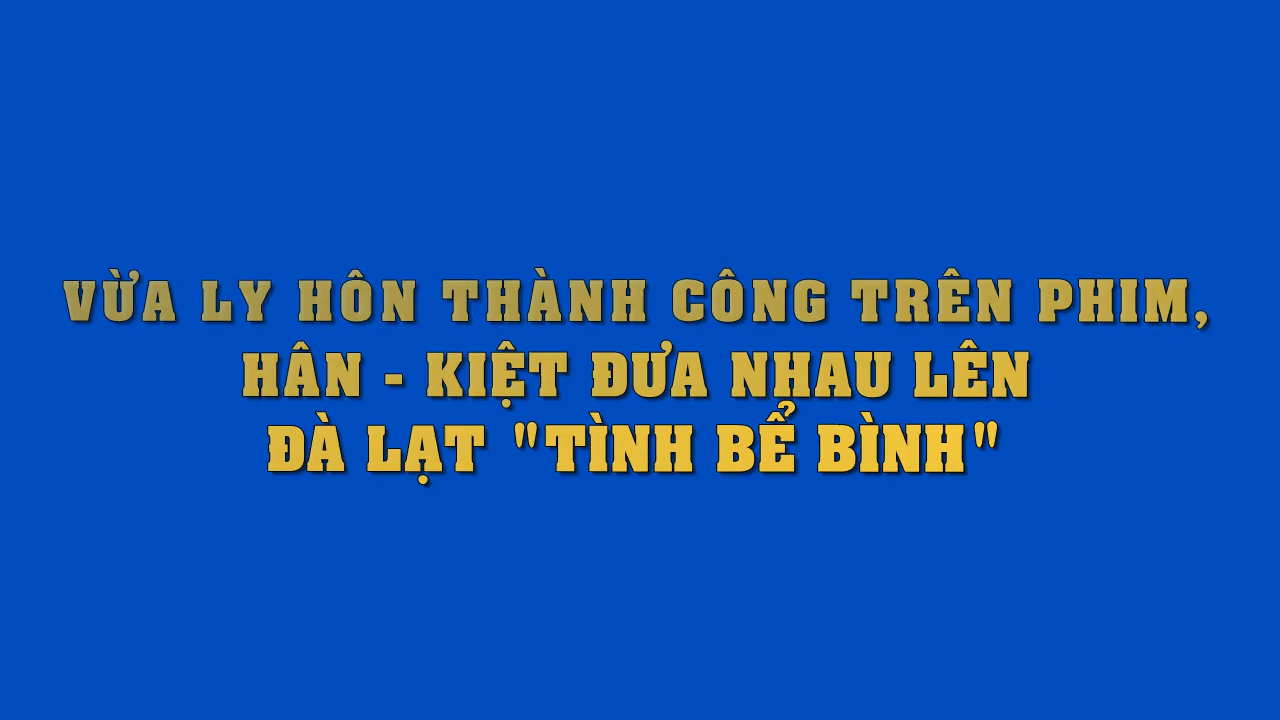 VỪA LY HÔN THÀNH CÔNG TRÊN PHIM,
HÂN - KIỆT ĐƯA NHAU LÊN
ĐÀ LẠT "TÌNH BỂ BÌNH"